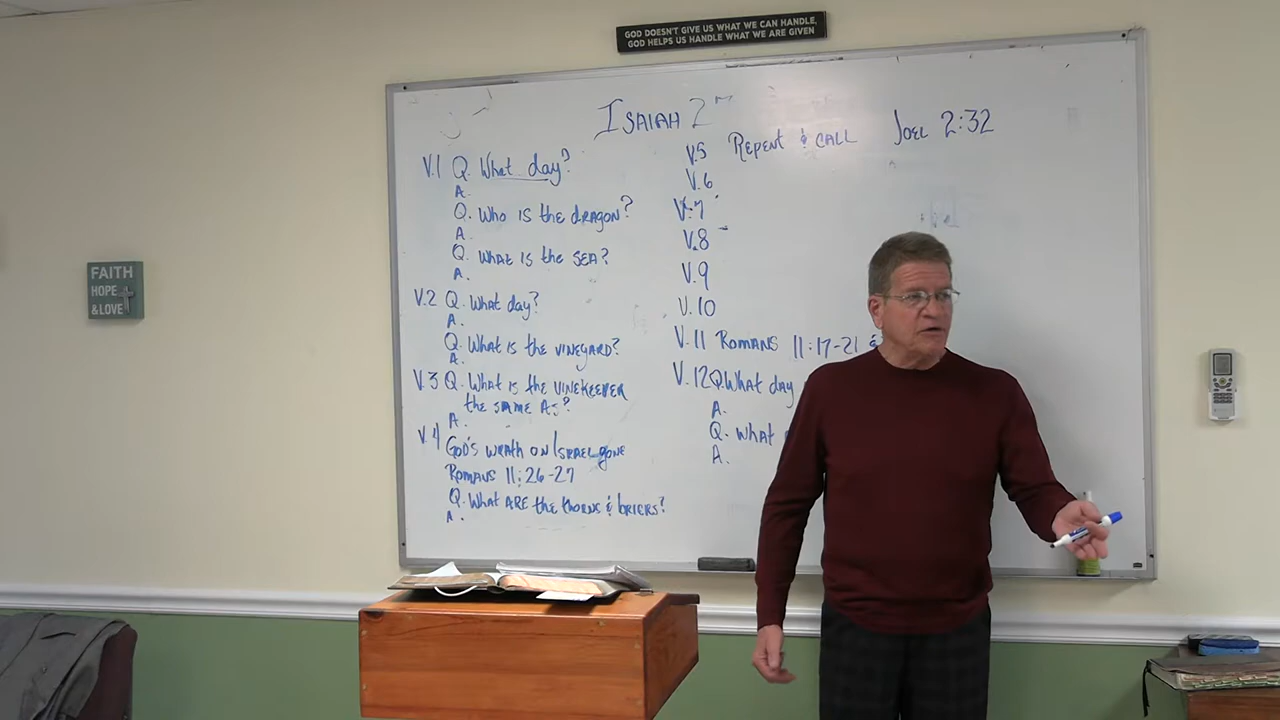 GOD DOESN'T GIVE US WHAT WE CAN HANDLE,
GOD HELPS US HANDLE WHAT WE ARE GIVEN
ISAIAH 27
V.1 Q. What day?
A.
Q. Who is the dragon?
A.
Q. What is the sea?
A.
V.2 Q. What day?
A.
Q. What is the vineyard?
A.
V.3 Q. What is the vinekeeper
the same A.?
A.
V.4 God's wrath on Israel gone
Romans 11:26-27
Q. What are the thorns & briers?
A.
V.5 Repent & call Joel 2:32
V.6
V.7
V.8
V.9
V.10
V.11 Romans 11:17-21 &
V.12 Q. What day
A.
Q. What
A.
FAITH
HOPE
& LOVE